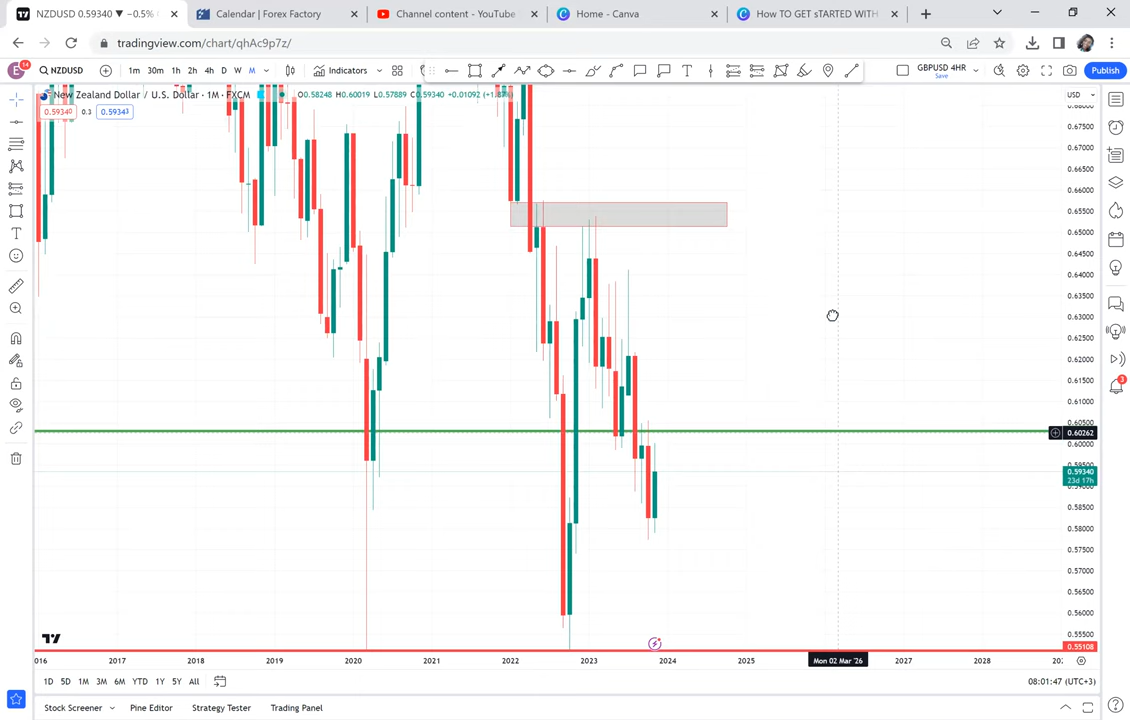 NZDUSD 0.59340 ▼ −0.5%
Calendar | Forex Factory
Channel content - YouTube
Home - Canva
How TO GET sTARTED WITH
tradingview.com/chart/qhAc9p7z/
E 14
NZDUSD
1m 30m 1h 2h 4h D W M
Indicators
GBPUSD 4HR
Save
Publish
New Zealand Dollar / U.S. Dollar · 1M · FXCM
O0.58248 H0.60019 L0.57889 C0.59340 +0.01092
0.59340 0.3 0.59343
USD
0.68000
0.67500
0.67000
0.66500
0.66000
0.65500
0.65000
0.64500
0.64000
0.63500
0.63000
0.62500
0.62000
0.61500
0.61000
0.60500
0.60262
0.60000
0.59500
0.59340
23d 17h
0.58500
0.58000
0.57500
0.57000
0.56500
0.56000
0.55500
0.55108
3
016 2017 2018 2019 2020 2021 2022 2023 2024 2025 Mon 02 Mar '26 2027 2028
1D 5D 1M 3M 6M YTD 1Y 5Y All
08:01:47 (UTC+3)
Stock Screener Pine Editor Strategy Tester Trading Panel